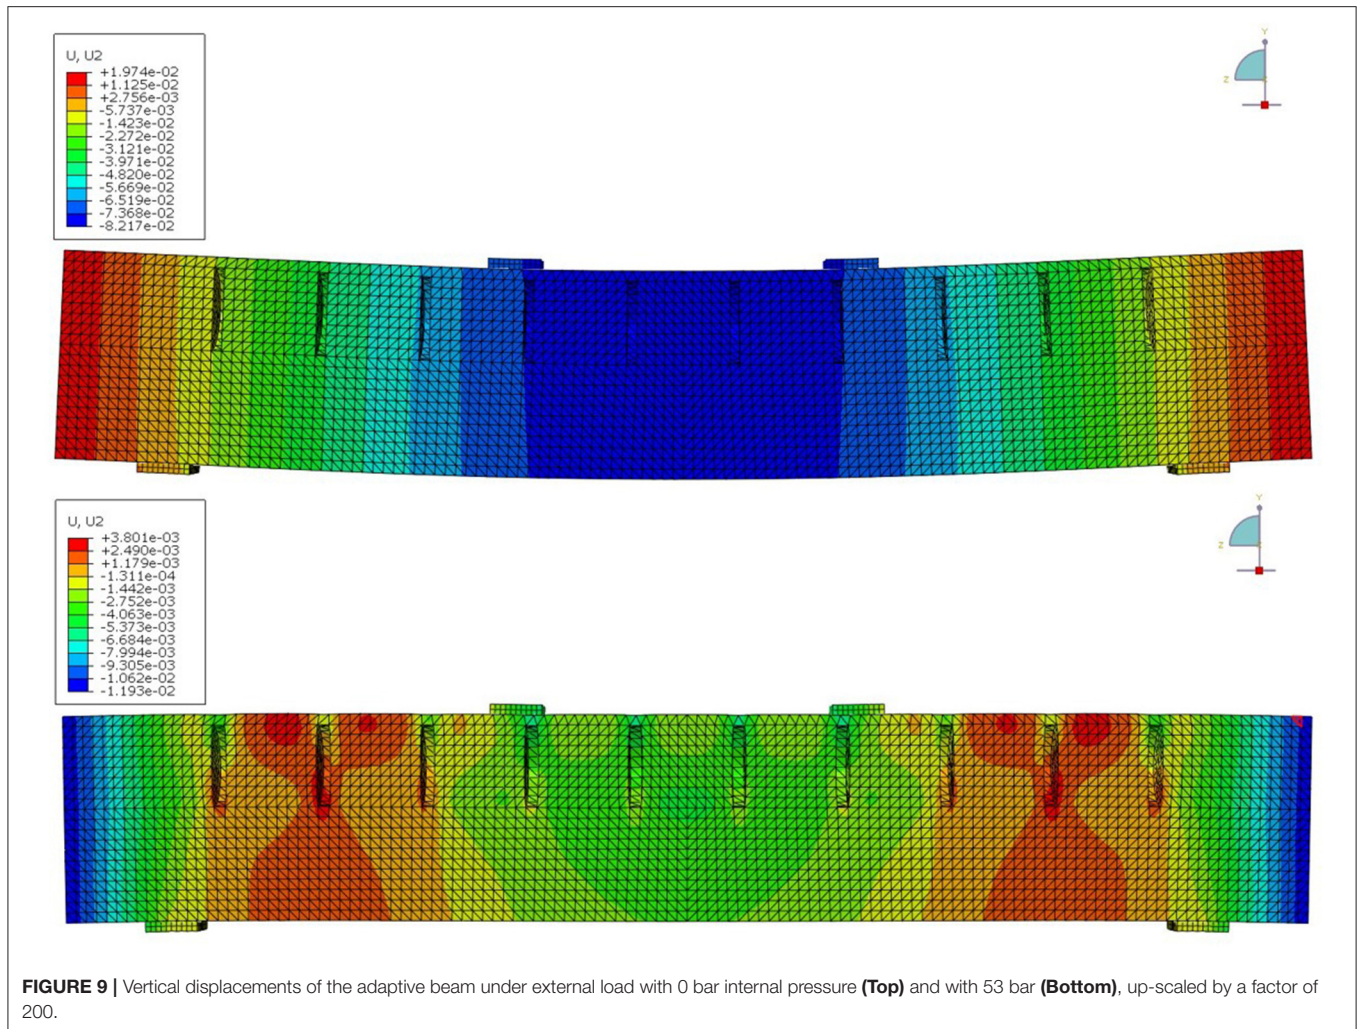 U, U2
+1.974e-02
+1.125e-02
+2.756e-03
-5.737e-03
-1.423e-02
-2.272e-02
-3.121e-02
-3.971e-02
-4.820e-02
-5.669e-02
-6.519e-02
-7.368e-02
-8.217e-02
Y
Z
U, U2
+3.801e-03
+2.490e-03
+1.179e-03
-1.311e-04
-1.442e-03
-2.752e-03
-4.063e-03
-5.373e-03
-6.684e-03
-7.994e-03
-9.305e-03
-1.062e-02
-1.193e-02
Y
Z
FIGURE 9 | Vertical displacements of the adaptive beam under external load with 0 bar internal pressure (Top) and with 53 bar (Bottom), up-scaled by a factor of
200.